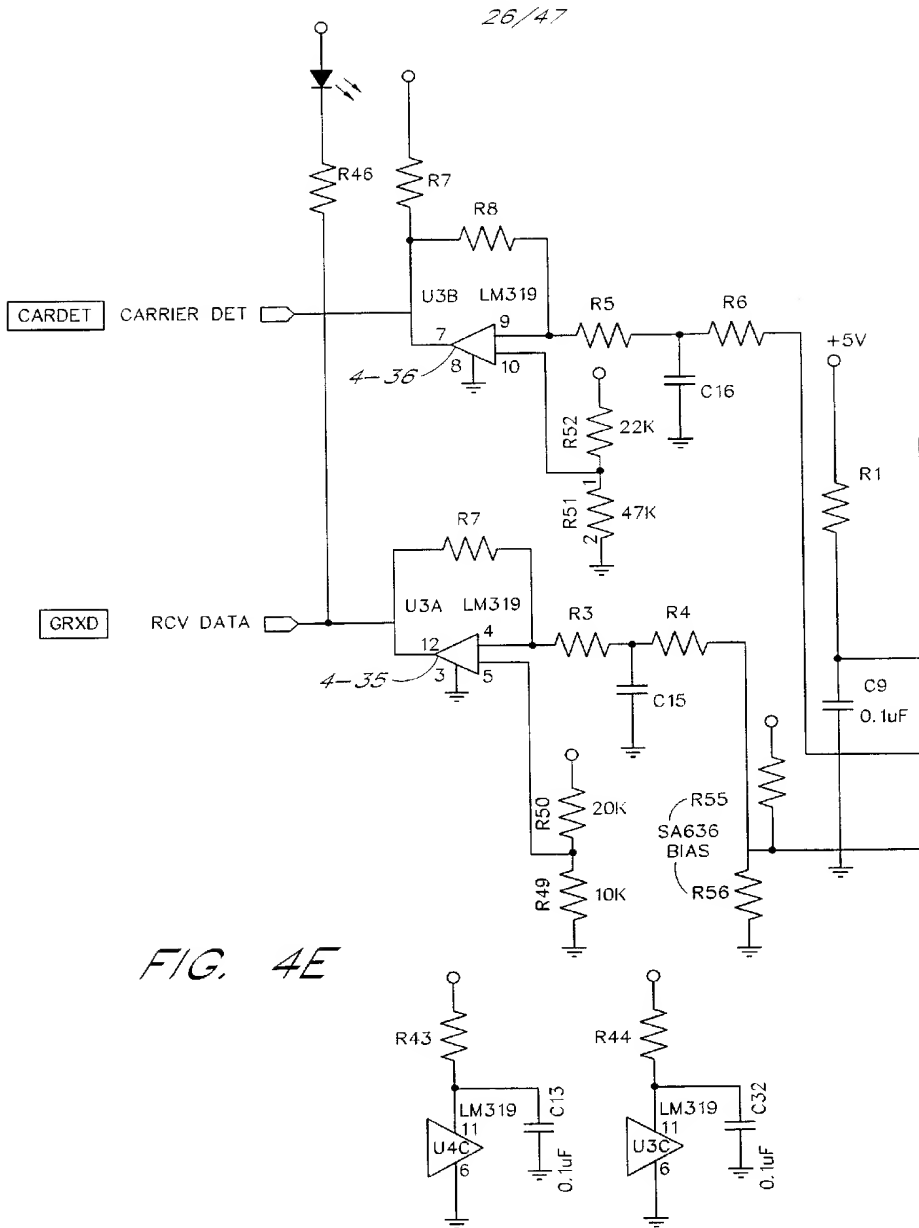 26/47
R46
R7
R8
U3B LM319
CARDET CARRIER DET
7
9
8
10
4-36
R5
R6
+5V
C16
R52 22K
1
R51 47K
2
R1
R7
U3A LM319
GRXD RCV DATA
12
4
3
5
4-35
R3
R4
C15
C9
0.1uF
R50 20K
R49 10K
R55
SA636
BIAS
R56
FIG. 4E
R43
LM319
11
U4C
6
C13
0.1uF
R44
LM319
11
U3C
6
C32
0.1uF